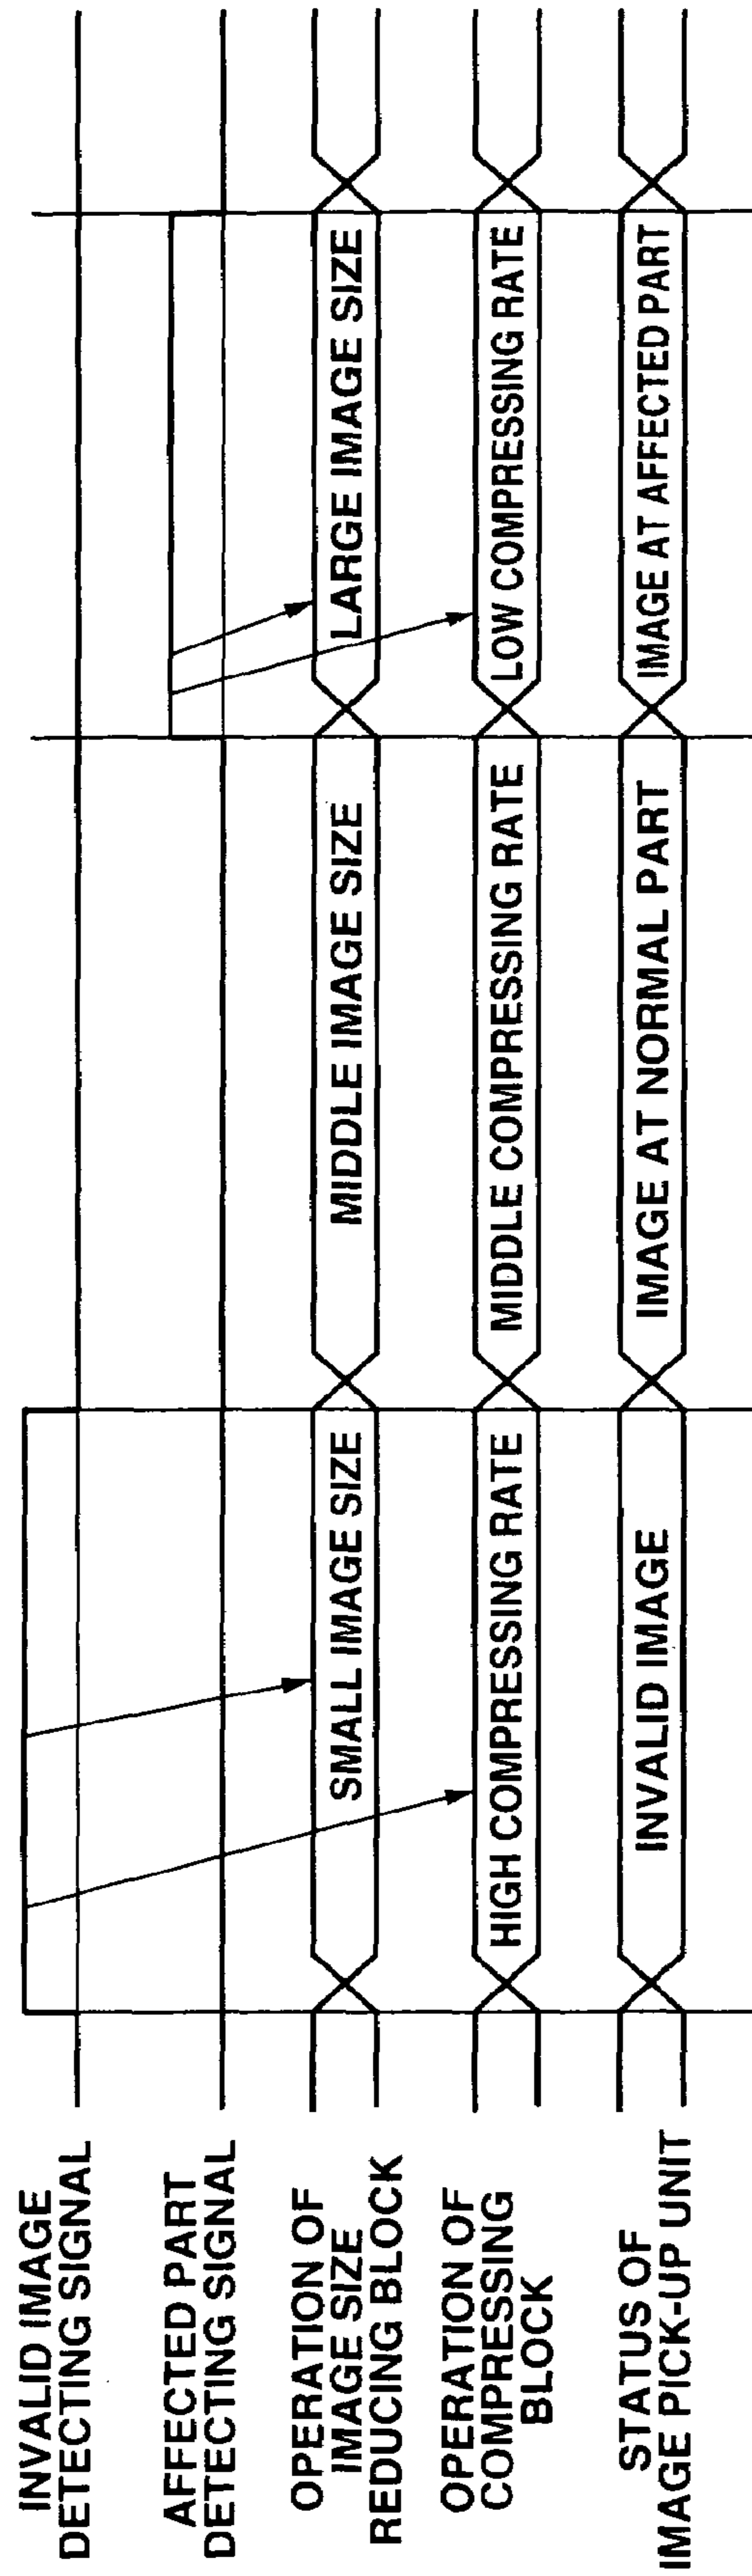 INVALID IMAGE
DETECTING SIGNAL
AFFECTED PART
DETECTING SIGNAL
OPERATION OF
IMAGE SIZE
REDUCING BLOCK
SMALL IMAGE SIZE
MIDDLE IMAGE SIZE
LARGE IMAGE SIZE
OPERATION OF
COMPRESSING
BLOCK
HIGH COMPRESSING RATE
MIDDLE COMPRESSING RATE
LOW COMPRESSING RATE
STATUS OF
IMAGE PICK-UP UNIT
INVALID IMAGE
IMAGE AT NORMAL PART
IMAGE AT AFFECTED PART